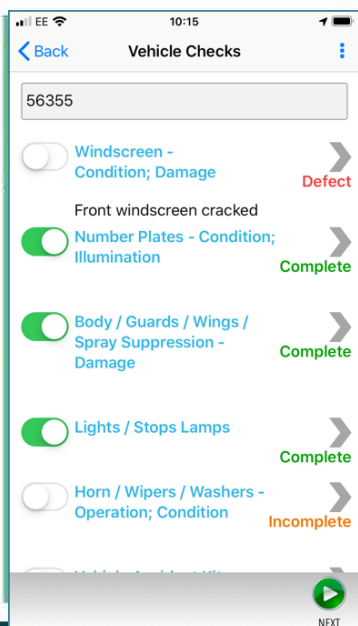 EE 10:15
Back Vehicle Checks
56355
Windscreen -
Condition; Damage
Defect
Front windscreen cracked
Number Plates - Condition;
Illumination
Complete
Body / Guards / Wings /
Spray Suppression -
Damage
Complete
Lights / Stops Lamps
Complete
Horn / Wipers / Washers -
Operation; Condition
Incomplete
NEXT